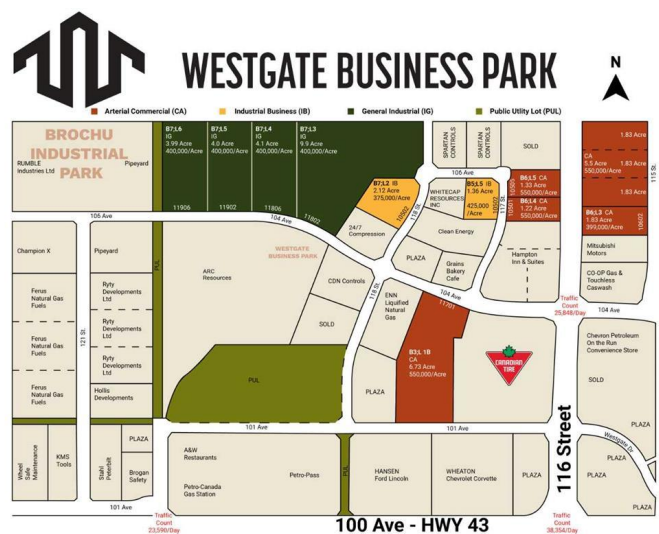 WESTGATE BUSINESS PARK
N
Arterial Commercial (CA)
Industrial Business (IB)
General Industrial (IG)
Public Utlity Lot (PUL)
BROCHU
INDUSTRIAL
PARK
RUMBLE
Industries Ltd
Pipeyard
B7;L6
IG
3.99 Acre
400,000/Acre
11906
B7;L5
IG
4.0 Acre
400,000/Acre
11902
B7;L4
IG
4.1 Acre
400,000/Acre
11806
B7;L3
IG
9.9 Acre
400,000/Acre
11802
B7;L2 IB
2.12 Acre
375,000/Acre
10502
SPARTAN
CONTROLS
SPARTAN
CONTROLS
SOLD
106 Ave
WHITECAP
RESOURCES
INC
B5;L5 IB
1.36 Acre
425,000
/Acre
10502
117 St.
B6;L5 CA
1.33 Acre
550,000/Acre
10505
B6;L4 CA
1.22 Acre
550,000/Acre
10501
1.83 Acre
CA
5.5 Acre
550,000/Acre
1.83 Acre
1.83 Acre
B6;L3 CA
1.83 Acre
399,000/Acre
10602
115 St.
106 Ave
104 Ave
118 St.
24/7
Compression
Clean Energy
Hampton
Inn & Suites
Mitsubishi
Motors
CO-OP Gas &
Touchless
Caswash
WESTGATE
BUSINESS PARK
Champion X
Pipeyard
PUL
ARC
Resources
CDN Controls
SOLD
118 St.
PLAZA
Grains
Bakery
Cafe
104 Ave
Traffic
Count
25,848/Day
104 Ave
Ferus
Natural Gas
Fuels
Ferus
Natural Gas
Fuels
Ferus
Natural Gas
Fuels
121 St.
Ryty
Developments
Ltd
Ryty
Developments
Ltd
Ryty
Developments
Ltd
Hollis
Developments
PUL
ENN
Liquified
Natural
Gas
PLAZA
11701
B3;L 1B
CA
6.73 Acre
550,000/Acre
CANADIAN
TIRE
Chevron Petroleum
On the Run
Convenience Store
SOLD
PLAZA
101 Ave
101 Ave
116 Street
Westgate Dr
PLAZA
PLAZA
PLAZA
Wheel
Safe
Maintenance
KMS
Tools
Stahl
Peterbilt
PLAZA
Brogan
Safety
101 Ave
A&W
Restaurants
Petro-Canada
Gas Station
Petro-Pass
PUL
HANSEN
Ford Lincoln
WHEATON
Chevrolet Corvette
PLAZA
Traffic
Count
23,590/Day
100 Ave - HWY 43
Traffic
Count
38,354/Day